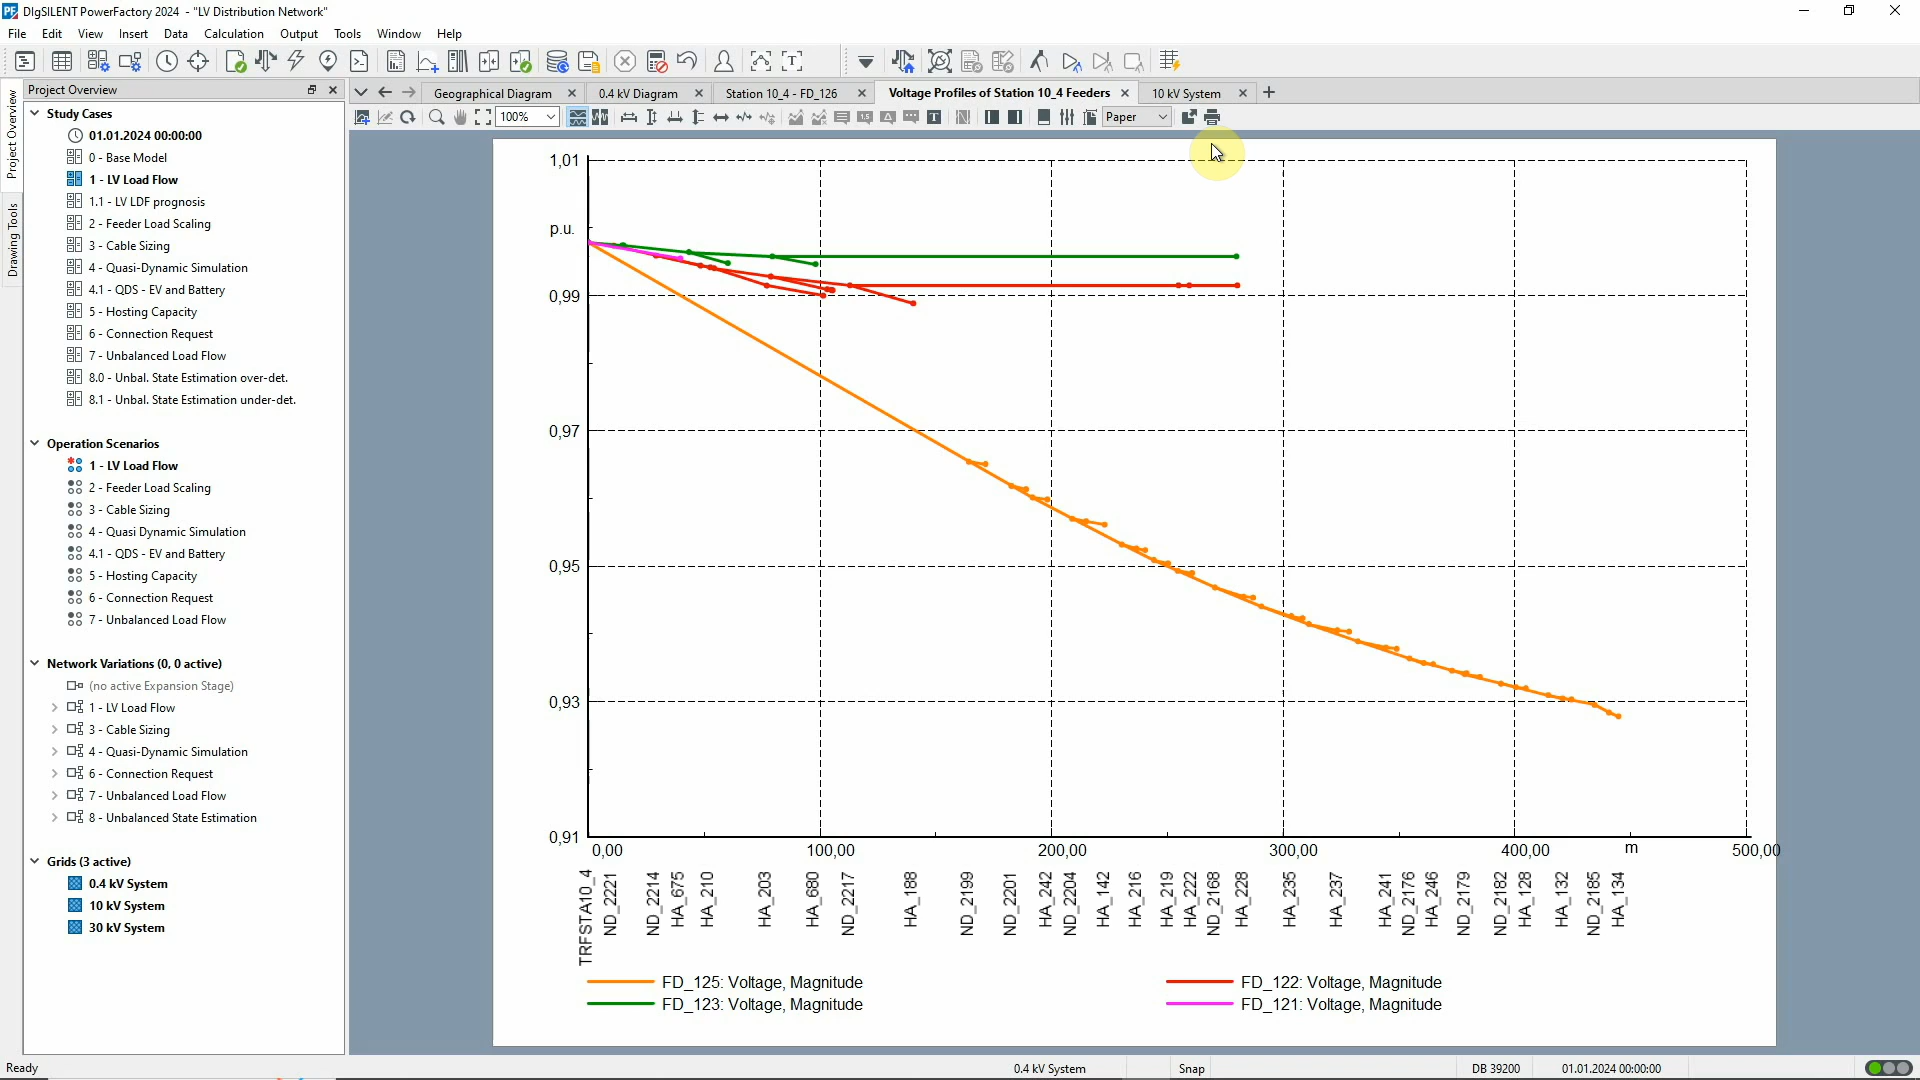 DIgSILENT PowerFactory 2024 - "LV Distribution Network"
File Edit View Insert Data Calculation Output Tools Window Help
Project Overview
Geographical Diagram
0.4 kV Diagram
Station 10_4 - FD_126
Voltage Profiles of Station 10_4 Feeders
10 kV System
100%
Paper
Project Overview
Drawing Tools
Study Cases
01.01.2024 00:00:00
0 - Base Model
1 - LV Load Flow
1.1 - LV LDF prognosis
2 - Feeder Load Scaling
3 - Cable Sizing
4 - Quasi-Dynamic Simulation
4.1 - QDS - EV and Battery
5 - Hosting Capacity
6 - Connection Request
7 - Unbalanced Load Flow
8.0 - Unbal. State Estimation over-det.
8.1 - Unbal. State Estimation under-det.
Operation Scenarios
1 - LV Load Flow
2 - Feeder Load Scaling
3 - Cable Sizing
4 - Quasi Dynamic Simulation
4.1 - QDS - EV and Battery
5 - Hosting Capacity
6 - Connection Request
7 - Unbalanced Load Flow
Network Variations (0, 0 active)
(no active Expansion Stage)
1 - LV Load Flow
3 - Cable Sizing
4 - Quasi-Dynamic Simulation
6 - Connection Request
7 - Unbalanced Load Flow
8 - Unbalanced State Estimation
Grids (3 active)
0.4 kV System
10 kV System
30 kV System
1,01
p.u.
0,99
0,97
0,95
0,93
0,91
0,00 100,00 200,00 300,00 400,00 m 500,00
TRFSTA10_4
ND_2221
ND_2214
HA_675
HA_210
HA_203
HA_680
ND_2217
HA_188
ND_2199
ND_2201
HA_242
ND_2204
HA_142
HA_216
HA_219
HA_222
ND_2168
HA_228
HA_235
HA_237
HA_241
ND_2176
HA_246
ND_2179
ND_2182
HA_128
HA_132
ND_2185
HA_134
FD_125: Voltage, Magnitude
FD_122: Voltage, Magnitude
FD_123: Voltage, Magnitude
FD_121: Voltage, Magnitude
Ready
0.4 kV System
Snap
DB 39200
01.01.2024 00:00:00